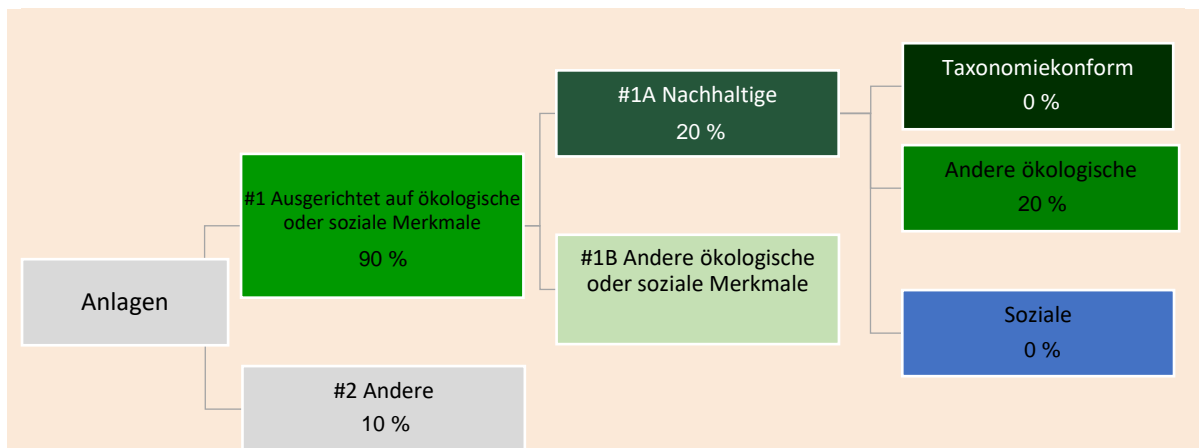 Anlagen
#1 Ausgerichtet auf ökologische
oder soziale Merkmale
90 %
#2 Andere
10 %
#1A Nachhaltige
20 %
#1B Andere ökologische
oder soziale Merkmale
Taxonomiekonform
0 %
Andere ökologische
20 %
Soziale
0 %